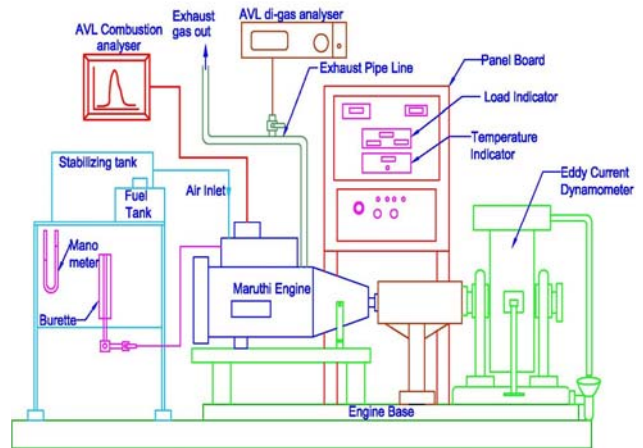 Exhaust
gas out
AVL di-gas analyser
AVL Combustion
analyser
Exhaust Pipe Line
Panel Board
Load Indicator
Temperature
Indicator
Stabilizing tank
Air Inlet
Fuel
Tank
Eddy Current
Dynamometer
Mano
meter
Maruthi Engine
Burette
Engine Base